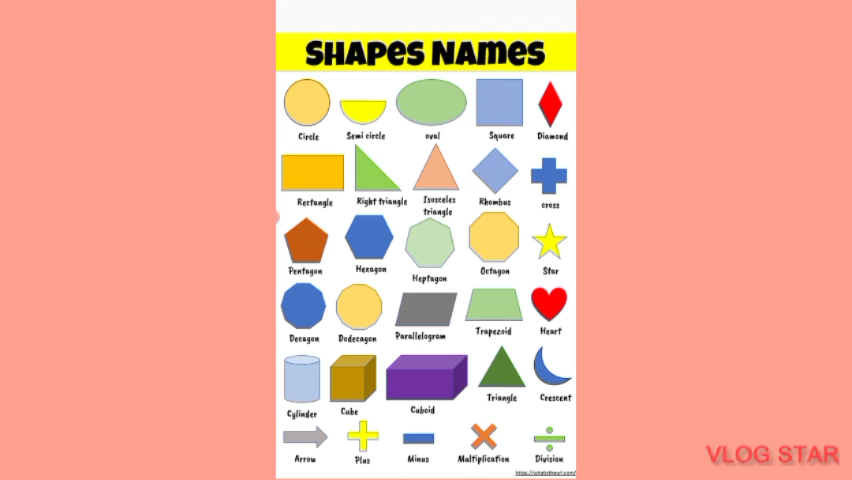 SHAPES NAMES
Circle
Semi circle
oval
Square
Diamond
Rectangle
Right triangle
Isosceles
triangle
Rhombus
cross
Pentagon
Hexagon
Heptagon
Octagon
Star
Decagon
Dodecagon
Parallelogram
Trapezoid
Heart
Cylinder
Cube
Cuboid
Triangle
Crescent
Arrow
Plus
Minus
Multiplication
Division
VLOG STAR